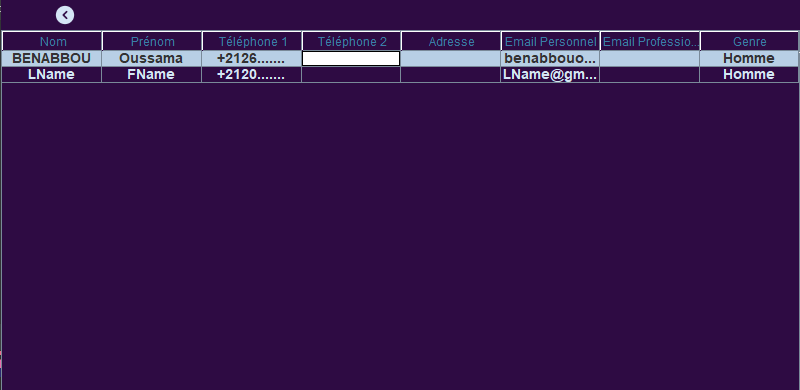 Nom Prénom Téléphone 1 Téléphone 2 Adresse Email Personnel Email Professio... Genre
BENABBOU Oussama +2126....... benabbouo... Homme
LName FName +2120....... LName@gm... Homme